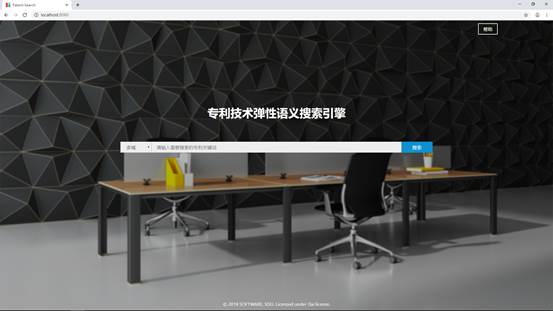 Patent Search
localhost:8080
帮助
专利技术弹性语义搜索引擎
多域
请输入需要搜索的专利关键词
搜索
© 2019 SOFTWARE, SDU. Licensed under the license.